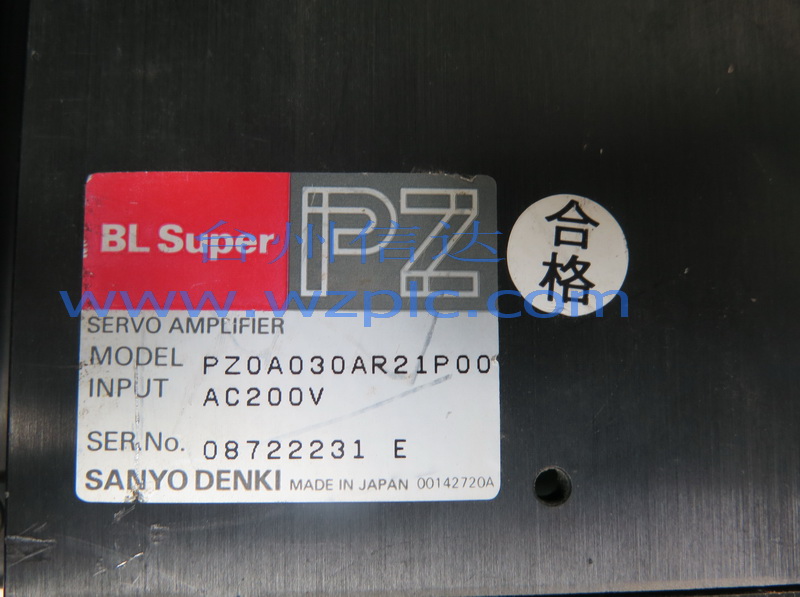 BL Super
PZ
合格
台州信达
www.wzplc.com
SERVO AMPLIFIER
MODEL PZ0A030AR21P00
INPUT AC200V
SER.No. 08722231 E
SANYO DENKI MADE IN JAPAN 00142720A